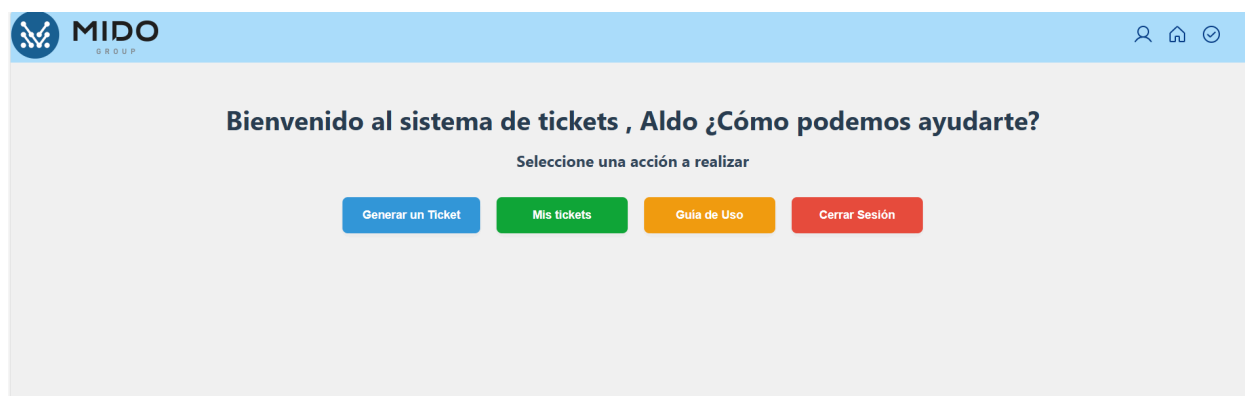 MIDO
GROUP
Bienvenido al sistema de tickets , Aldo ¿Cómo podemos ayudarte?
Seleccione una acción a realizar
Generar un Ticket
Mis tickets
Guia de Uso
Cerrar Sesión